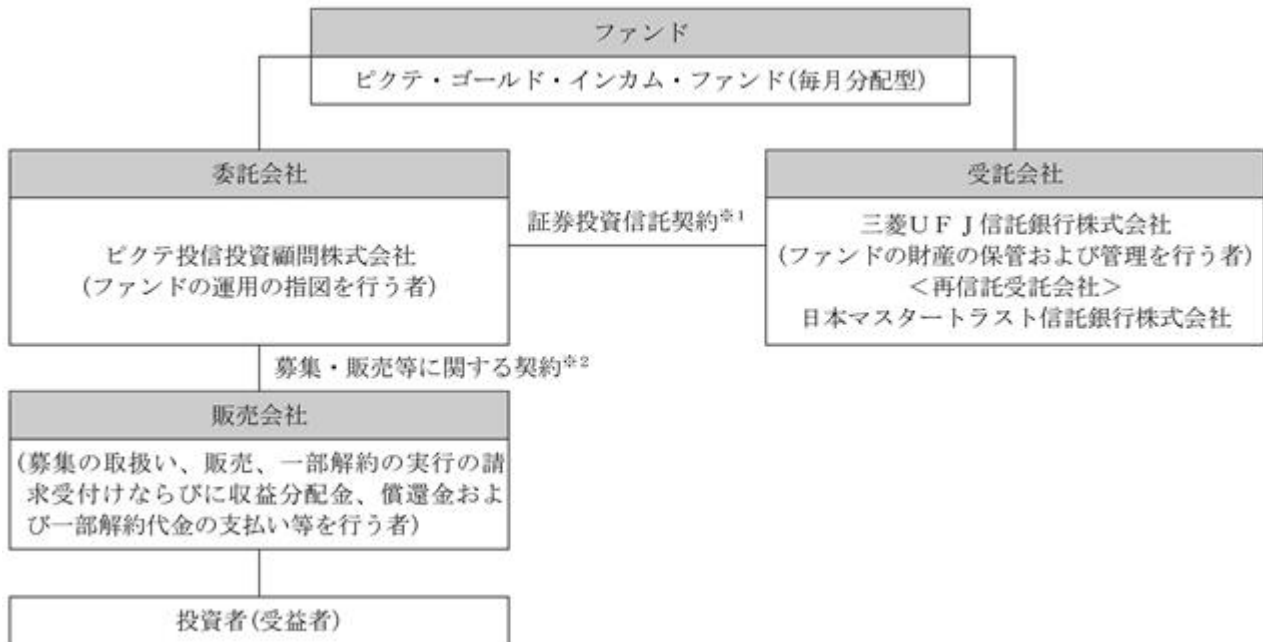 ファンド
ピクテ・ゴールド・インカム・ファンド(毎月分配型)
委託会社
ピクテ投信投資顧問株式会社
(ファンドの運用の指図を行う者)
証券投資信託契約※1
受託会社
三菱UFJ信託銀行株式会社
(ファンドの財産の保管および管理を行う者)
<再信託受託会社>
日本マスタートラスト信託銀行株式会社
募集・販売等に関する契約※2
販売会社
(募集の取扱い、販売、一部解約の実行の請
求受付けならびに収益分配金、償還金およ
び一部解約代金の支払い等を行う者)
投資者(受益者)